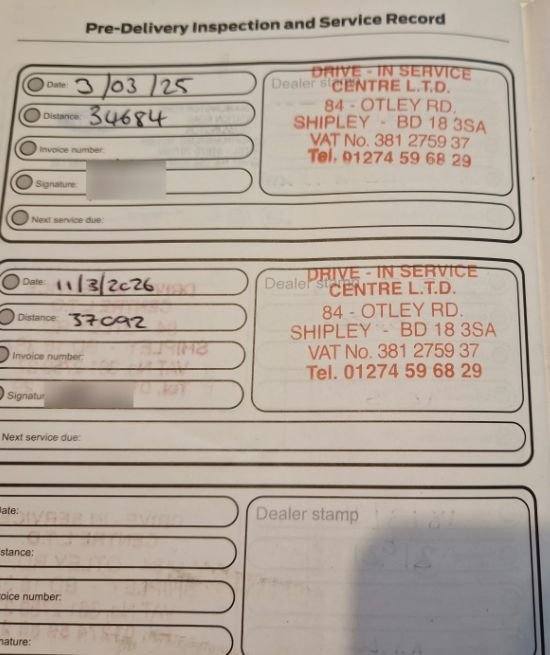 Pre-Delivery Inspection and Service Record
Date: 3/03/25
Distance: 34684
Invoice number:
Signature:
Next service due:
Dealer
DRIVE - IN SERVICE
CENTRE L.T.D.
84 - OTLEY RD,
SHIPLEY - BD 18 3SA
VAT No. 381 2759 37
Tel. 01274 59 68 29
Date: 11/3/2026
Distance: 37092
Invoice number:
Signatur
Next service due:
Dealer stamp
DRIVE - IN SERVICE
CENTRE L.T.D.
84 - OTLEY RD.
SHIPLEY - BD 18 3SA
VAT No. 381 2759 37
Tel. 01274 59 68 29
ate:
stance:
oice number:
nature:
Dealer stamp